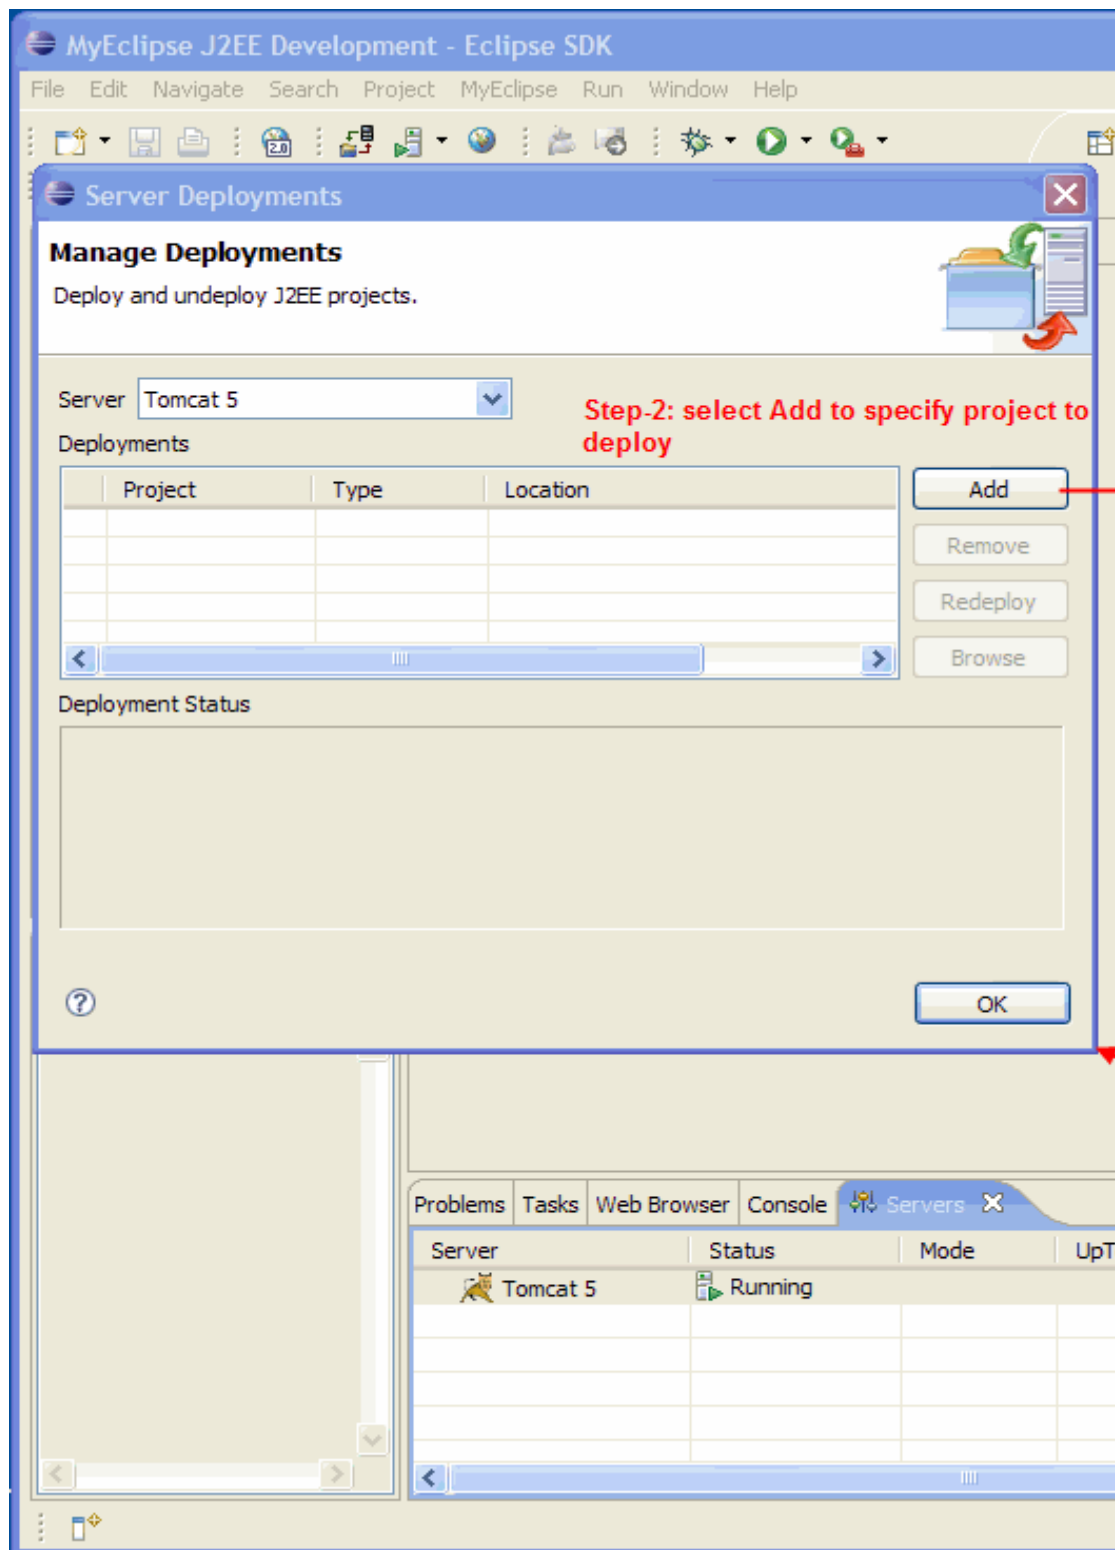 MyEclipse J2EE Development - Eclipse SDK
File Edit Navigate Search Project MyEclipse Run Window Help
2.0
Server Deployments
Manage Deployments
Deploy and undeploy J2EE projects.
Server Tomcat 5
Step-2: select Add to specify project to
deploy
Deployments
Project Type Location
Add
Remove
Redeploy
Browse
Deployment Status
?
OK
Problems Tasks Web Browser Console Servers
Server Status Mode UpT
Tomcat 5 Running